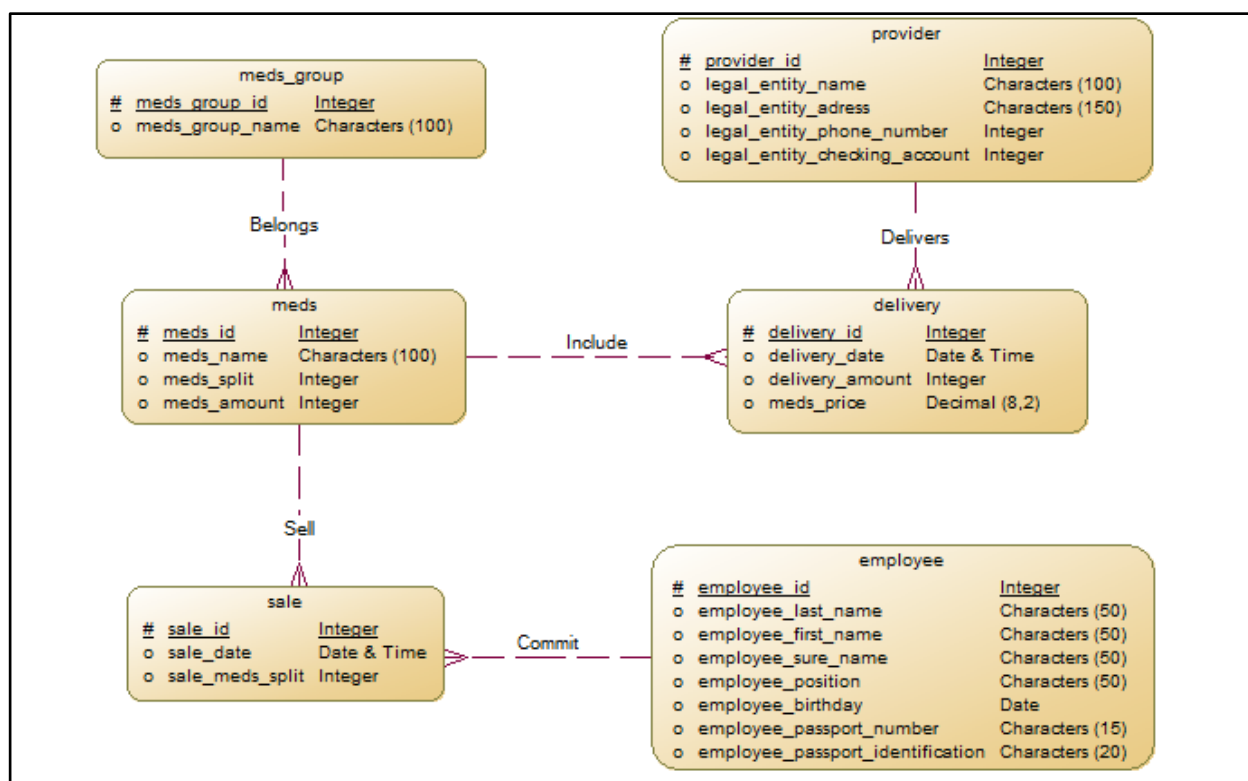 meds_group
# meds_group_id Integer
o meds_group_name Characters (100)
provider
# provider_id Integer
o legal_entity_name Characters (100)
o legal_entity_adress Characters (150)
o legal_entity_phone_number Integer
o legal_entity_checking_account Integer
Belongs
Delivers
meds
# meds_id Integer
o meds_name Characters (100)
o meds_split Integer
o meds_amount Integer
Include
delivery
# delivery_id Integer
o delivery_date Date & Time
o delivery_amount Integer
o meds_price Decimal (8,2)
Sell
sale
# sale_id Integer
o sale_date Date & Time
o sale_meds_split Integer
Commit
employee
# employee_id Integer
o employee_last_name Characters (50)
o employee_first_name Characters (50)
o employee_sure_name Characters (50)
o employee_position Characters (50)
o employee_birthday Date
o employee_passport_number Characters (15)
o employee_passport_identification Characters (20)